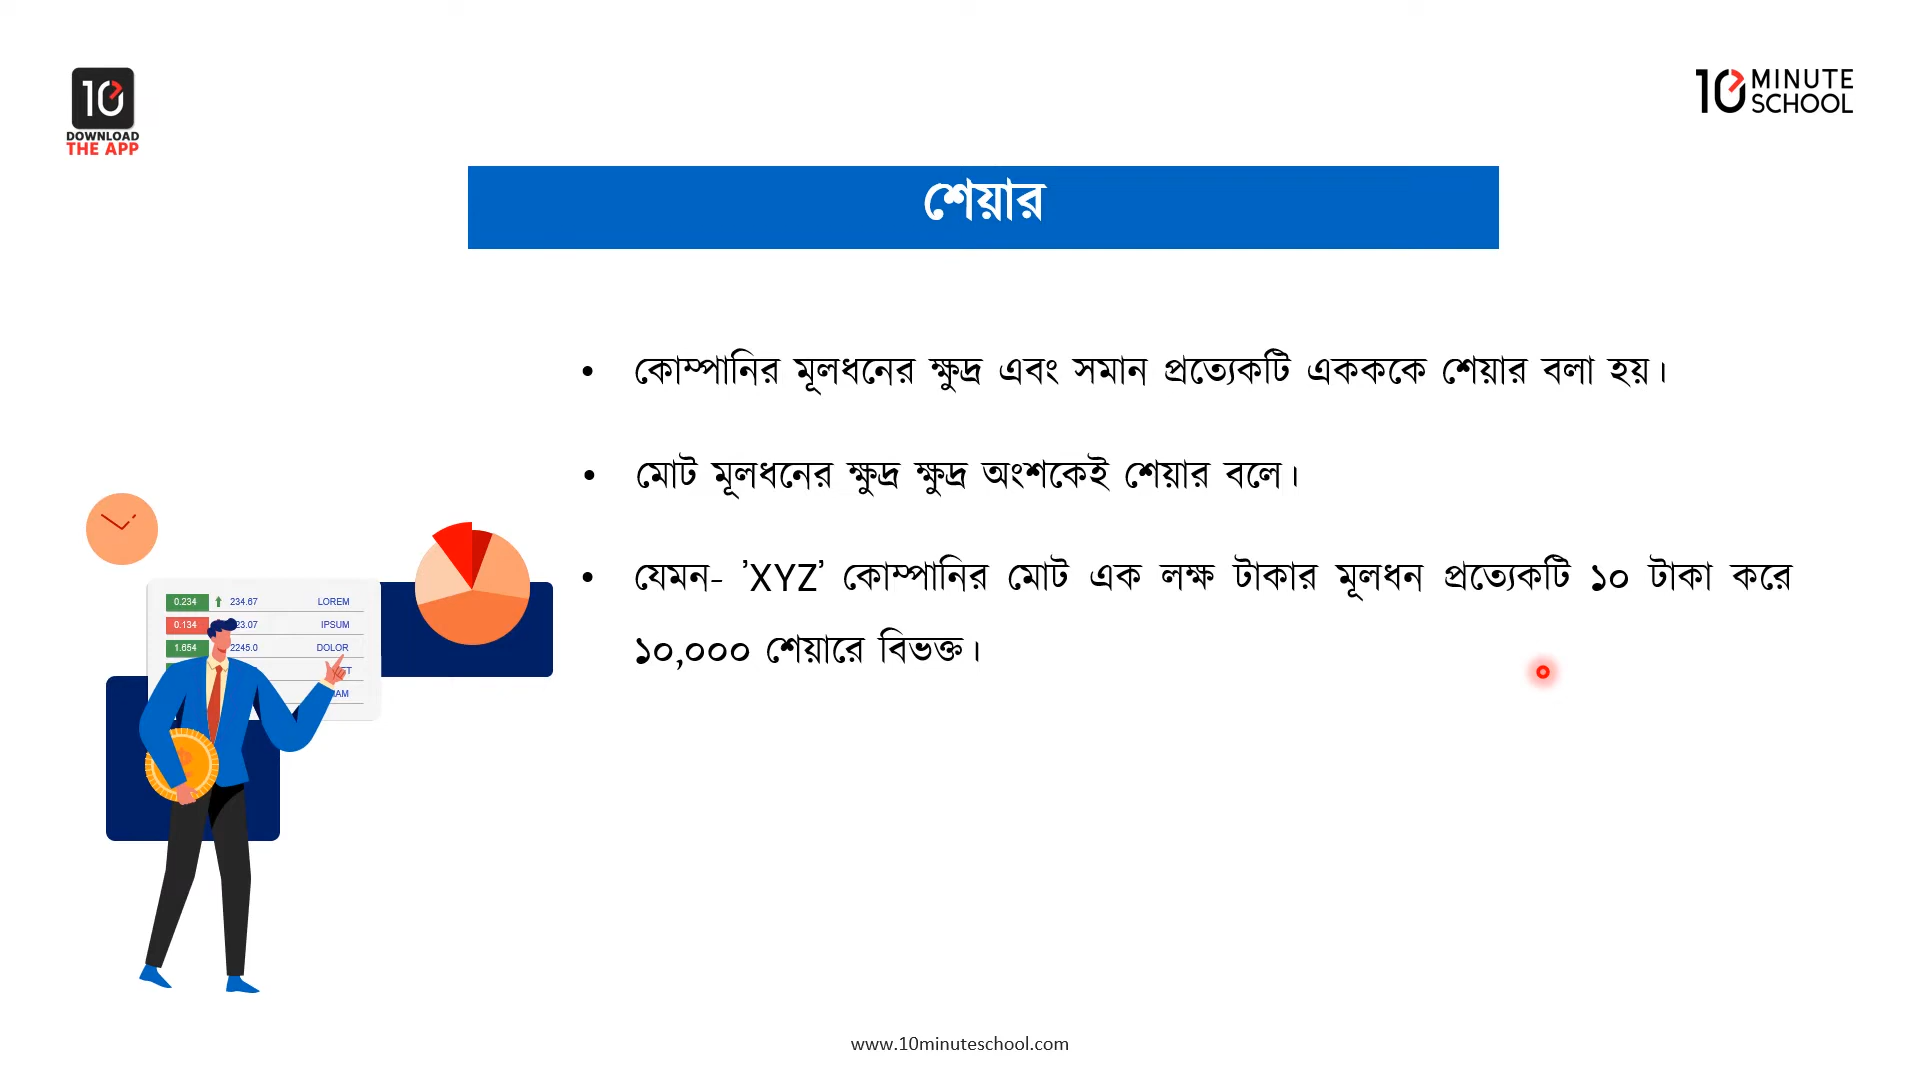 10
DOWNLOAD
THE APP
10 MINUTE
SCHOOL
শেয়ার
• কোম্পানির মূলধনের ক্ষুদ্র এবং সমান প্রত্যেকটি একককে শেয়ার বলা হয়।
• মোট মূলধনের ক্ষুদ্র ক্ষুদ্র অংশকেই শেয়ার বলে।
• যেমন- ’XYZ’ কোম্পানির মোট এক লক্ষ টাকার মূলধন প্রত্যেকটি ১০ টাকা করে
১০,০০০ শেয়ারে বিভক্ত।
0.234 234.67 LOREM
0.134 23.07 IPSUM
1.654 2245.0 DOLOR
www.10minuteschool.com